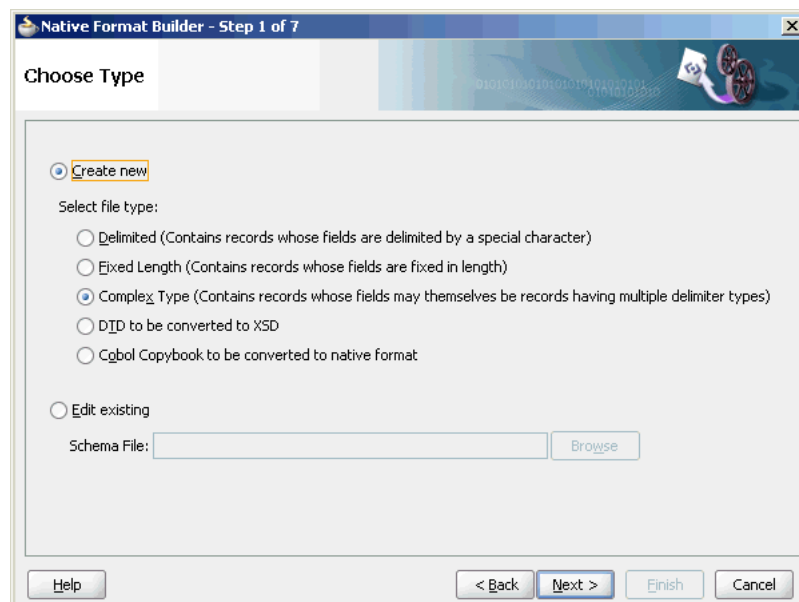 Native Format Builder - Step 1 of 7
Choose Type
Create new
Select file type:
Delimited (Contains records whose fields are delimited by a special character)
Fixed Length (Contains records whose fields are fixed in length)
Complex Type (Contains records whose fields may themselves be records having multiple delimiter types)
DTD to be converted to XSD
Cobol Copybook to be converted to native format
Edit existing
Schema File: Browse
Help < Back Next > Finish Cancel